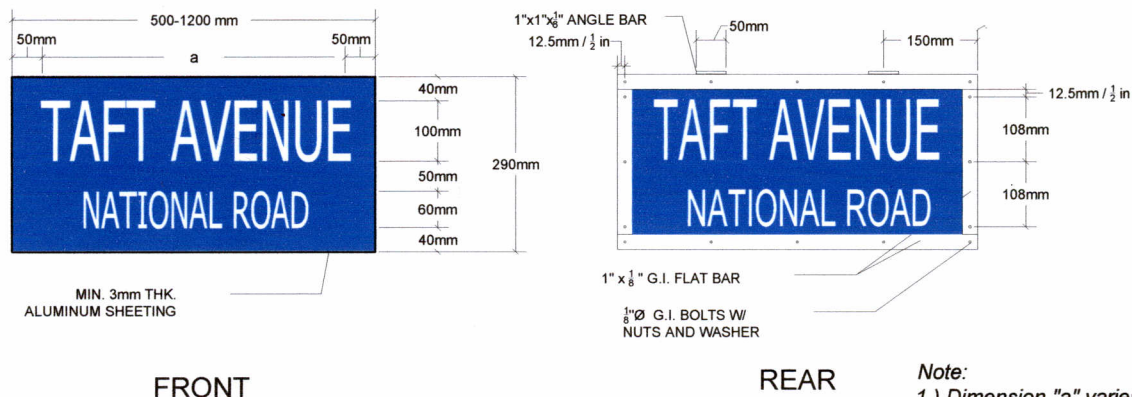 500-1200 mm
50mm
a
50mm
TAFT AVENUE
NATIONAL ROAD
40mm
100mm
50mm
60mm
40mm
290mm
MIN. 3mm THK.
ALUMINUM SHEETING
FRONT
1"x1"x1/8" ANGLE BAR
12.5mm / 1/2 in
50mm
150mm
TAFT AVENUE
NATIONAL ROAD
12.5mm / 1/2 in
108mm
108mm
1" x 1/8" G.I. FLAT BAR
1/8"Ø G.I. BOLTS W/
NUTS AND WASHER
REAR
Note: